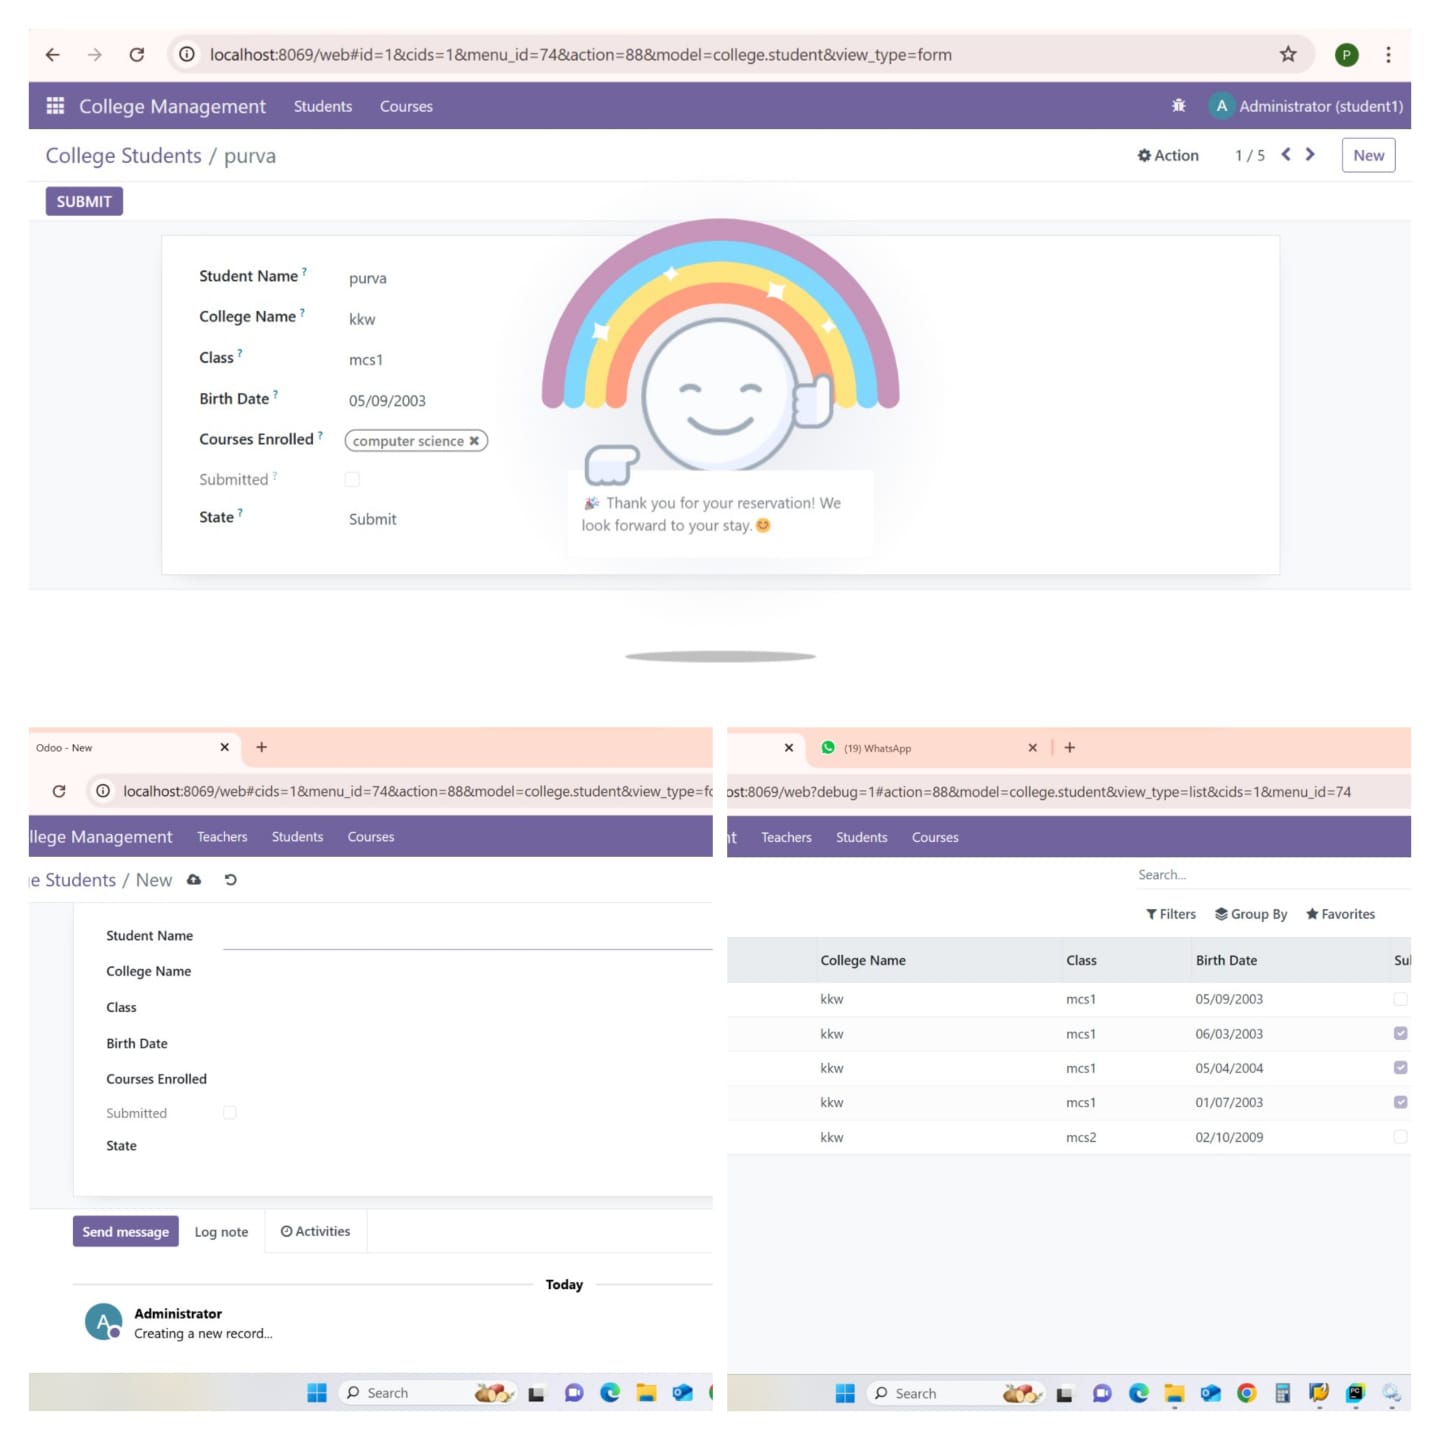 localhost:8069/web#id=1&cids=1&menu_id=74&action=88&model=college.student&view_type=form
P
College Management Students Courses A Administrator (student1)
College Students / purva Action 1 / 5 New
SUBMIT
Student Name ? purva
College Name ? kkw
Class ? mcs1
Birth Date ? 05/09/2003
Courses Enrolled ? computer science ✖
Submitted ?
State ? Submit
🎉 Thank you for your reservation! We
look forward to your stay.😊
Odoo - New
localhost:8069/web#cids=1&menu_id=74&action=88&model=college.student&view_type=fo
llege Management Teachers Students Courses
e Students / New
Student Name
College Name
Class
Birth Date
Courses Enrolled
Submitted
State
Send message Log note Activities
Today
A Administrator
Creating a new record...
Search
(19) WhatsApp
ost:8069/web?debug=1#action=88&model=college.student&view_type=list&cids=1&menu_id=74
nt Teachers Students Courses
Search...
Filters Group By Favorites
College Name Class Birth Date Sul
kkw mcs1 05/09/2003
kkw mcs1 06/03/2003
kkw mcs1 05/04/2004
kkw mcs1 01/07/2003
kkw mcs2 02/10/2009
Search